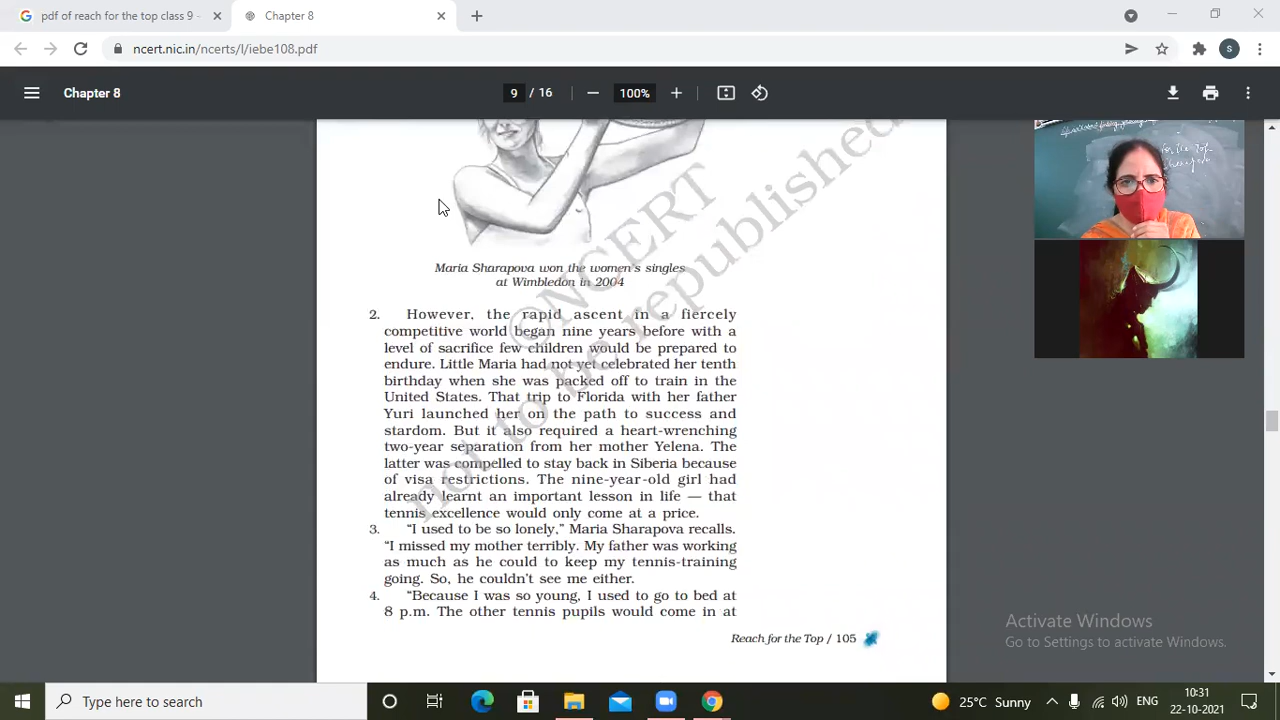 pdf of reach for the top class 9 -
Chapter 8
ncert.nic.in/ncerts/l/iebe108.pdf
S
Chapter 8
9 / 16
100%
for the Top
©NCERT
not to be republished
Maria Sharapova won the women's singles
at Wimbledon in 2004
2. However, the rapid ascent in a fiercely
competitive world began nine years before with a
level of sacrifice few children would be prepared to
endure. Little Maria had not yet celebrated her tenth
birthday when she was packed off to train in the
United States. That trip to Florida with her father
Yuri launched her on the path to success and
stardom. But it also required a heart-wrenching
two-year separation from her mother Yelena. The
latter was compelled to stay back in Siberia because
of visa restrictions. The nine-year-old girl had
already learnt an important lesson in life — that
tennis excellence would only come at a price.
3. “I used to be so lonely,” Maria Sharapova recalls.
“I missed my mother terribly. My father was working
as much as he could to keep my tennis-training
going. So, he couldn't see me either.
4. “Because I was so young, I used to go to bed at
8 p.m. The other tennis pupils would come in at
Reach for the Top / 105
Activate Windows
Go to Settings to activate Windows.
Type here to search
25°C Sunny
ENG
10:31
22-10-2021